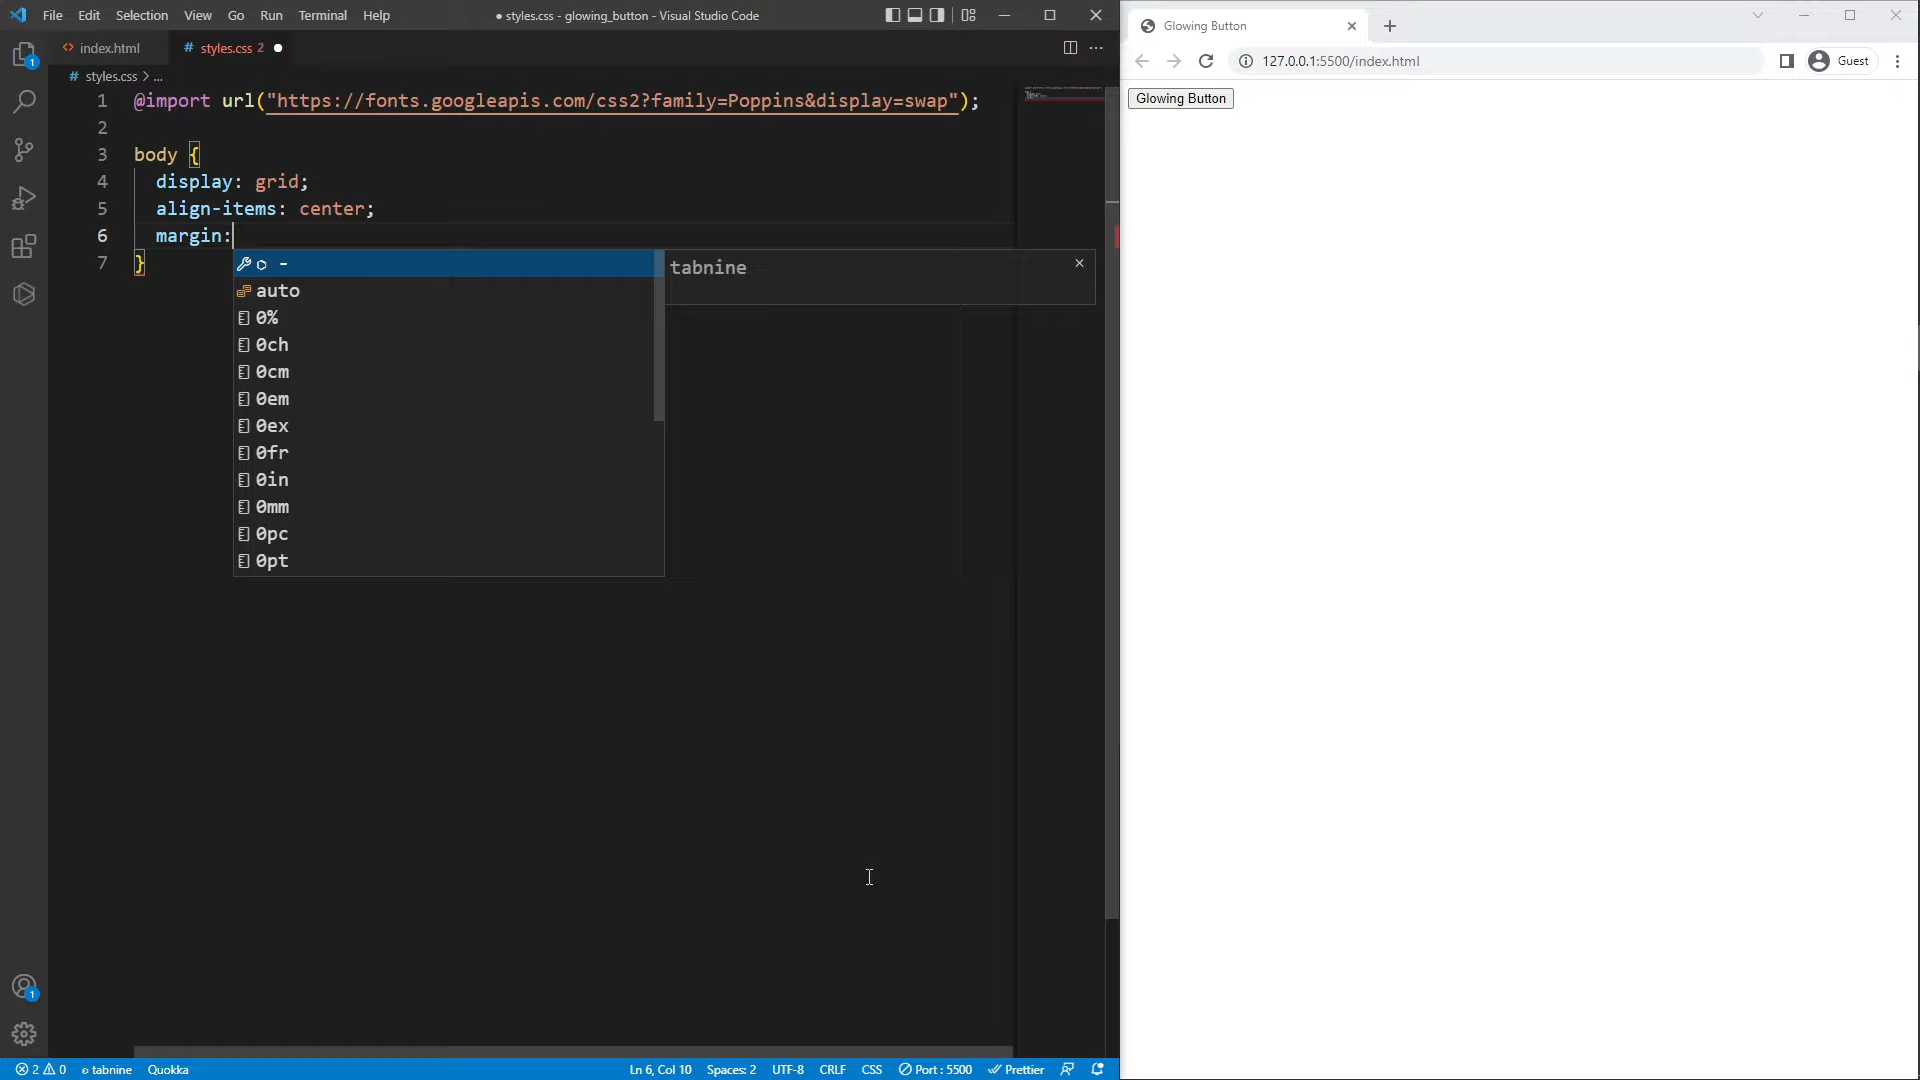 File Edit Selection View Go Run Terminal Help
● styles.css - glowing_button - Visual Studio Code
index.html
# styles.css 2 ●
# styles.css > ...
1 @import url("https://fonts.googleapis.com/css2?family=Poppins&display=swap");
2
3 body {
4 display: grid;
5 align-items: center;
6 margin:
7 }
-
tabnine
auto
0%
0ch
0cm
0em
0ex
0fr
0in
0mm
0pc
0pt
1
1
2 0 tabnine Quokka Ln 6, Col 10 Spaces: 2 UTF-8 CRLF CSS Port : 5500 Prettier
Glowing Button
127.0.0.1:5500/index.html
Guest
Glowing Button